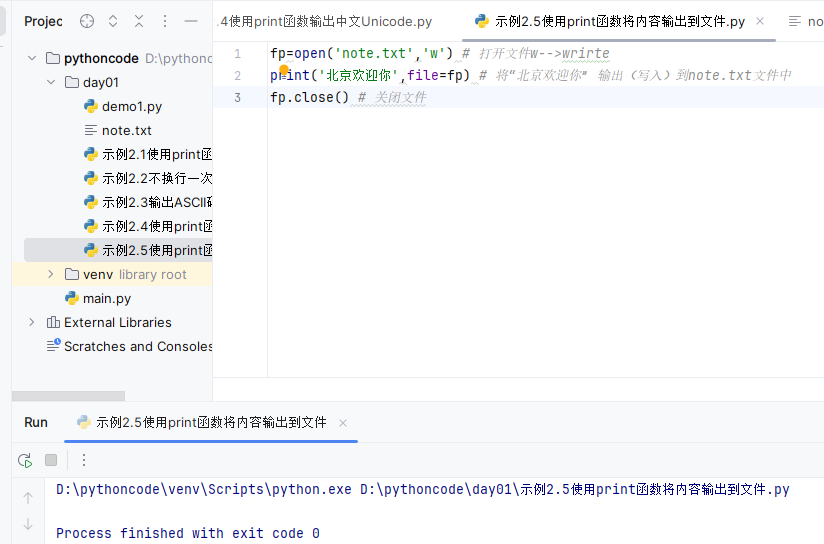 Projec
.4使用print函数输出中文Unicode.py
示例2.5使用print函数将内容输出到文件.py
no
pythoncode D:\pythonc
day01
demo1.py
note.txt
示例2.1使用print函
示例2.2不换行一次
示例2.3输出ASCII码
示例2.4使用print函
示例2.5使用print函
venv library root
main.py
External Libraries
Scratches and Consoles
1 fp=open('note.txt','w') # 打开文件w-->wrirte
2 print('北京欢迎你',file=fp) # 将“北京欢迎你” 输出（写入）到note.txt文件中
3 fp.close() # 关闭文件
Run 示例2.5使用print函数将内容输出到文件
D:\pythoncode\venv\Scripts\python.exe D:\pythoncode\day01\示例2.5使用print函数将内容输出到文件.py
Process finished with exit code 0